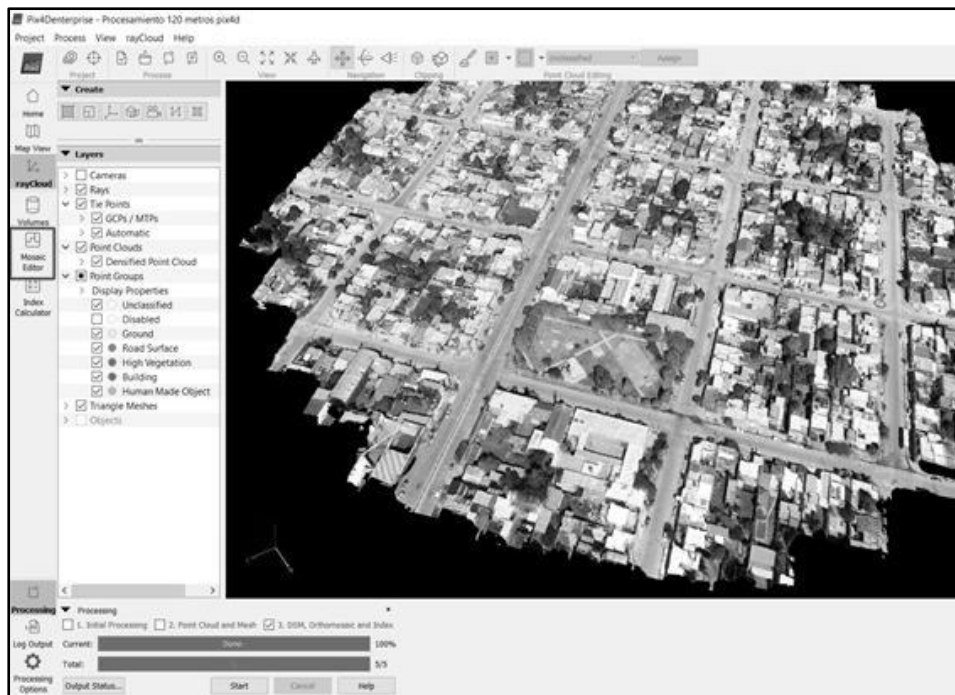 Pix4Denterprise - Procesamiento 120 metros pix4d
Project Process View rayCloud Help
Project Process View Navigation Clipping Point Cloud Editing
Unclassified Assign
Home
Map View
rayCloud
Volumes
Mosaic
Editor
Index
Calculator
Create
Layers
Cameras
Rays
Tie Points
GCPs / MTPs
Automatic
Point Clouds
Densified Point Cloud
Point Groups
Display Properties
Unclassified
Disabled
Ground
Road Surface
High Vegetation
Building
Human Made Object
Triangle Meshes
Objects
Processing
Log Output
Processing
Options
Processing
1. Initial Processing 2. Point Cloud and Mesh 3. DSM, Orthomosaic and Index
Current: Done 100%
Total: 5/5
Output Status... Start Cancel Help